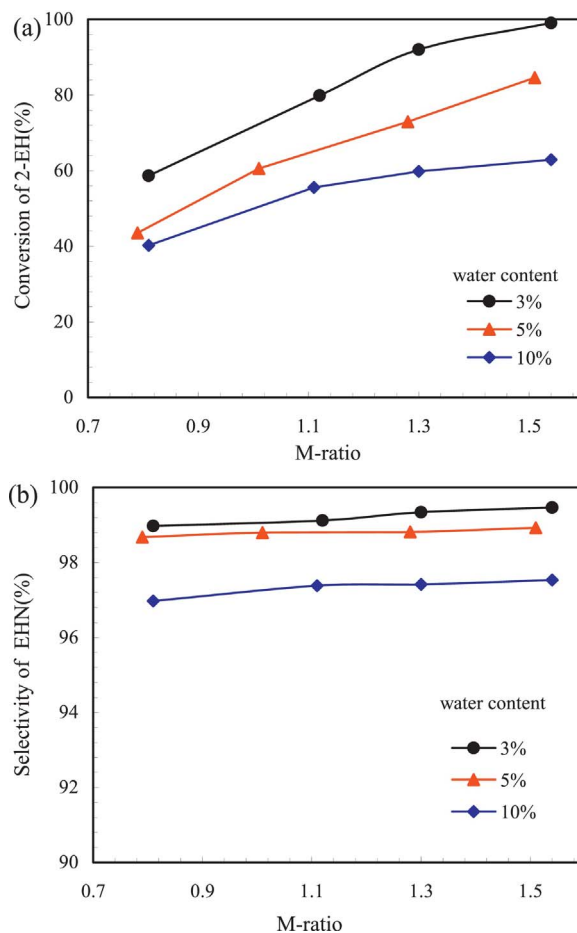 (a)
100
80
60
40
20
0
Conversion of 2-EH(%)
water content
3%
5%
10%
0.7 0.9 1.1 1.3 1.5
M-ratio
(b)
100
98
96
94
92
90
Selectivity of EHN(%)
water content
3%
5%
10%
0.7 0.9 1.1 1.3 1.5
M-ratio